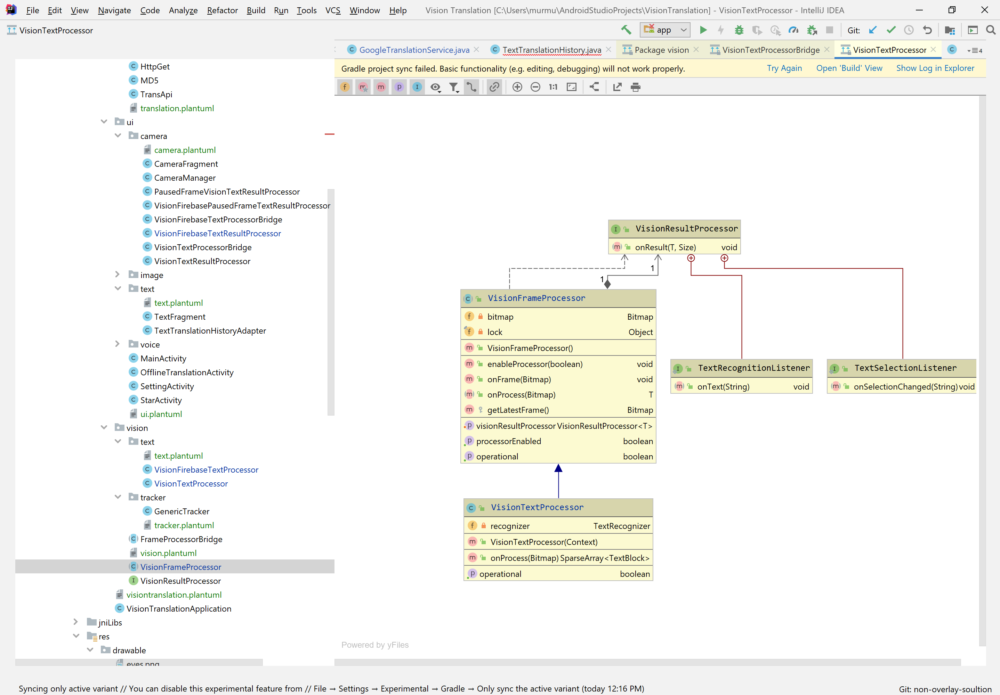 File Edit View Navigate Code Analyze Refactor Build Run Tools VCS Window Help Vision Translation [C:\Users\murmu\AndroidStudioProjects\VisionTranslation] - VisionTextProcessor - IntelliJ IDEA
VisionTextProcessor
app
Git:
GoogleTranslationService.java
TextTranslationHistory.java
Package vision
VisionTextProcessorBridge
VisionTextProcessor
4
Gradle project sync failed. Basic functionality (e.g. editing, debugging) will not work properly.
Try Again
Open 'Build' View
Show Log in Explorer
1:1
HttpGet
MD5
TransApi
translation.plantuml
ui
camera
camera.plantuml
CameraFragment
CameraManager
PausedFrameVisionTextResultProcessor
VisionFirebasePausedFrameTextResultProcessor
VisionFirebaseTextProcessorBridge
VisionFirebaseTextResultProcessor
VisionTextProcessorBridge
VisionTextResultProcessor
image
text
text.plantuml
TextFragment
TextTranslationHistoryAdapter
voice
MainActivity
OfflineTranslationActivity
SettingActivity
StarActivity
ui.plantuml
vision
text
text.plantuml
VisionFirebaseTextProcessor
VisionTextProcessor
tracker
GenericTracker
tracker.plantuml
FrameProcessorBridge
vision.plantuml
VisionFrameProcessor
VisionResultProcessor
visiontranslation.plantuml
VisionTranslationApplication
jniLibs
res
drawable
eyes.png
VisionResultProcessor
onResult(T, Size) void
1
1
VisionFrameProcessor
bitmap Bitmap
lock Object
VisionFrameProcessor()
enableProcessor(boolean) void
onFrame(Bitmap) void
onProcess(Bitmap) T
getLatestFrame() Bitmap
visionResultProcessor VisionResultProcessor<T>
processorEnabled boolean
operational boolean
TextRecognitionListener
onText(String) void
TextSelectionListener
onSelectionChanged(String) void
VisionTextProcessor
recognizer TextRecognizer
VisionTextProcessor(Context)
onProcess(Bitmap) SparseArray<TextBlock>
operational boolean
Powered by yFiles
Syncing only active variant // You can disable this experimental feature from // File → Settings → Experimental → Gradle → Only sync the active variant (today 12:16 PM)
Git: non-overlay-soultion